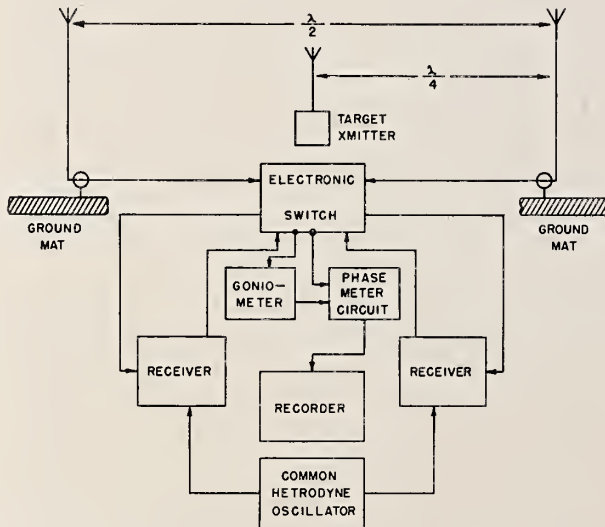 λ
2
λ
4
TARGET
XMITTER
ELECTRONIC
SWITCH
GROUND
MAT
GROUND
MAT
GONIO-
METER
PHASE
METER
CIRCUIT
RECEIVER
RECORDER
RECEIVER
COMMON
HETRODYNE
OSCILLATOR